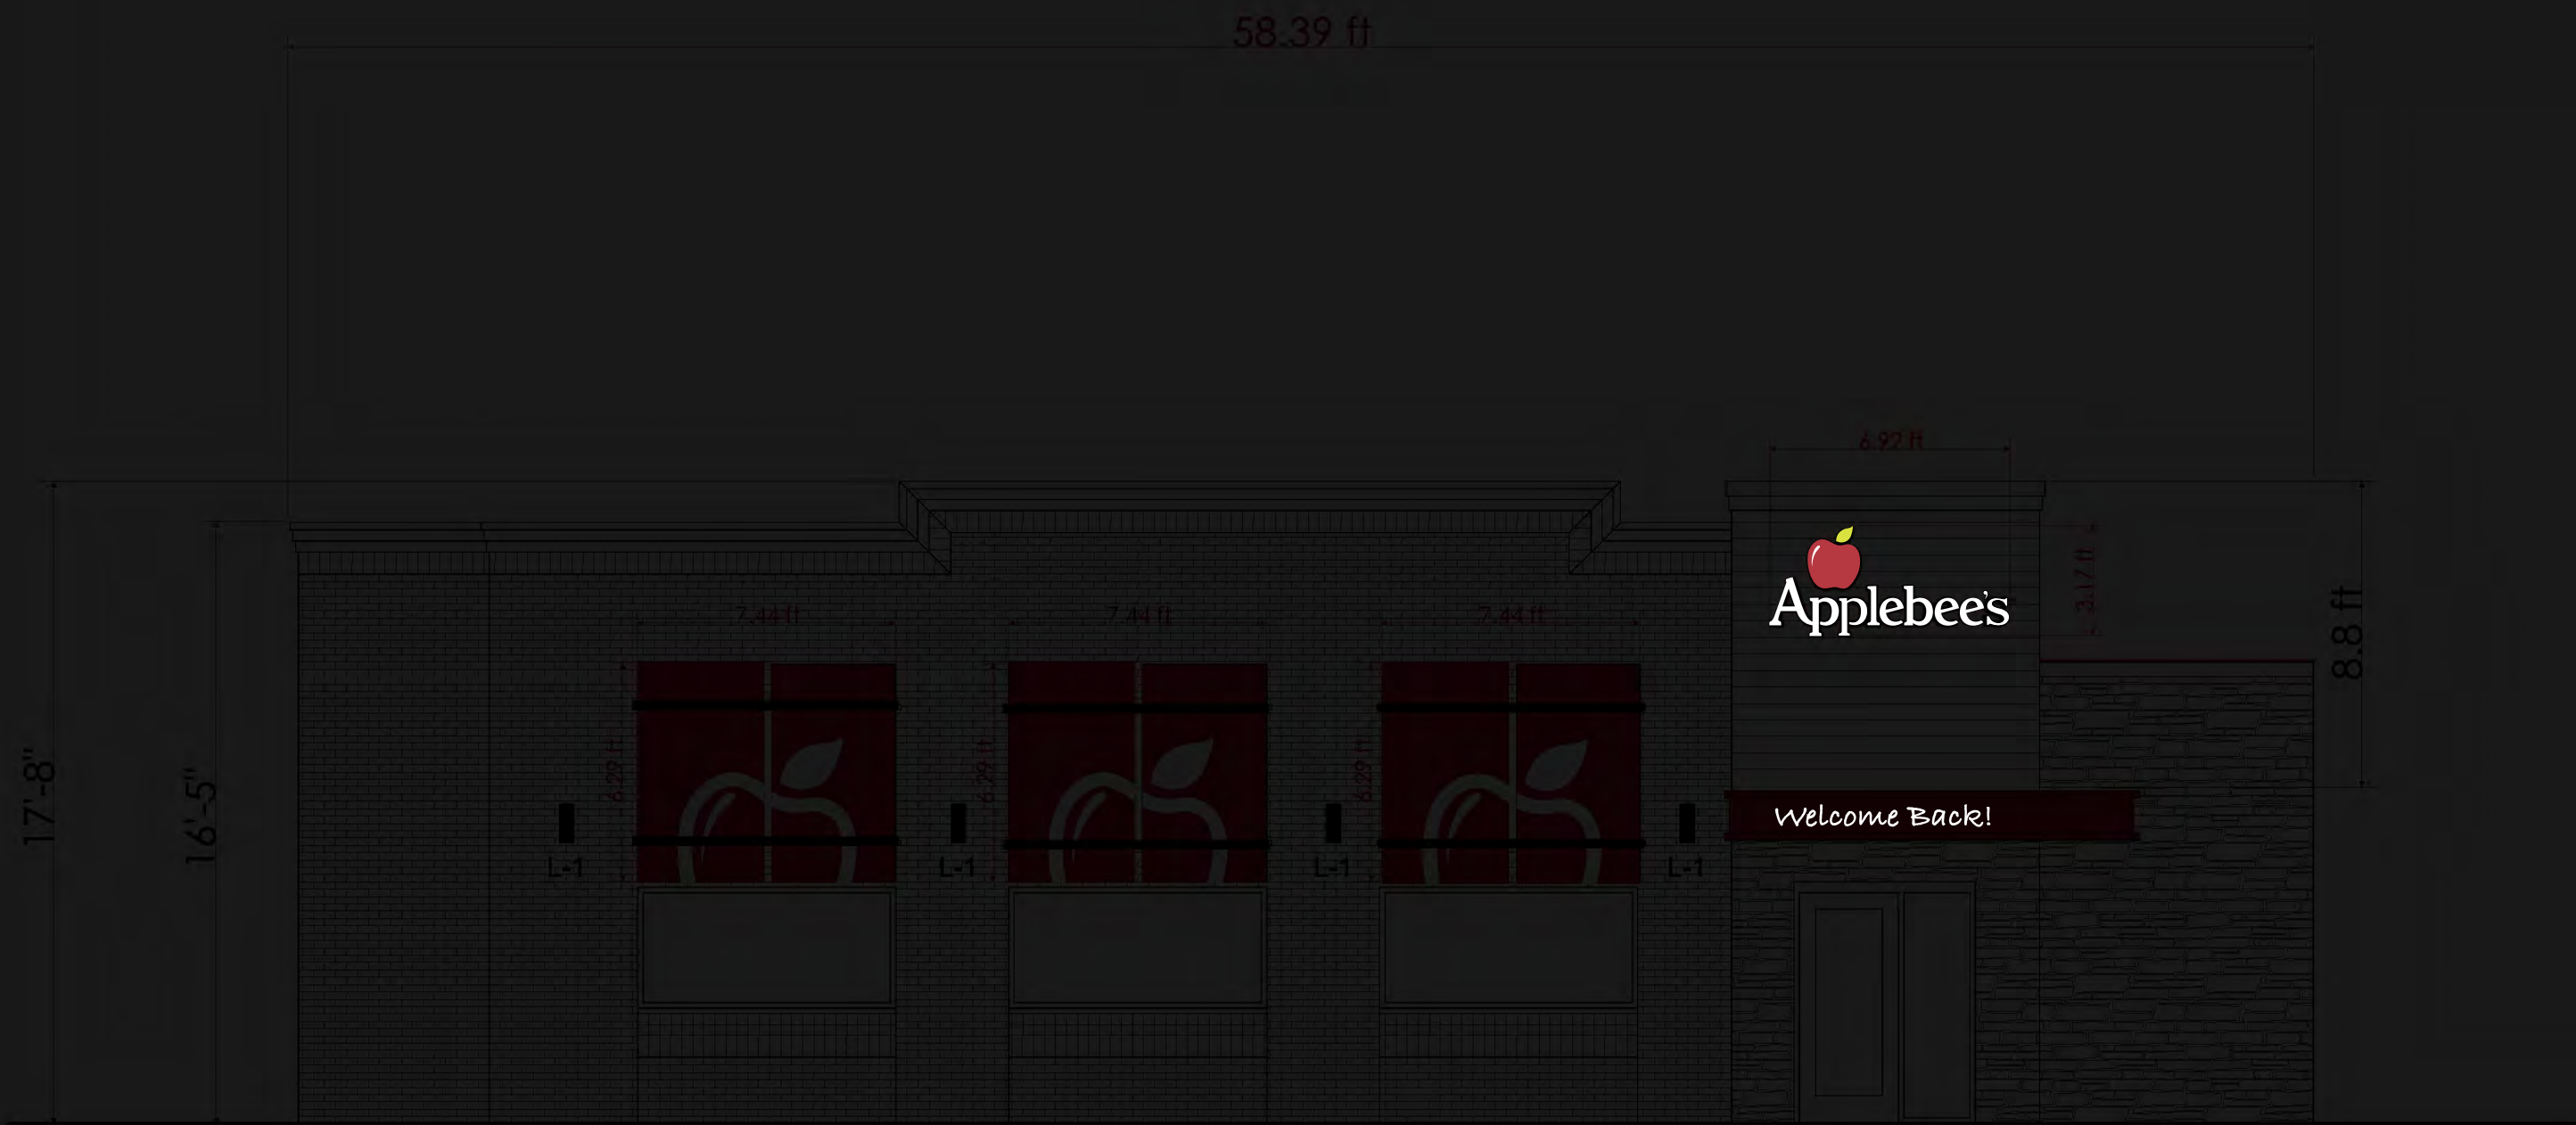 58.39 ft
6.92 ft
Applebee's
3.17 ft
8.8 ft
7.44 ft
7.44 ft
7.44 ft
6.29 ft
6.29 ft
6.29 ft
17'-8"
16'-5"
Welcome Back!
L-1
L-1
L-1
L-1